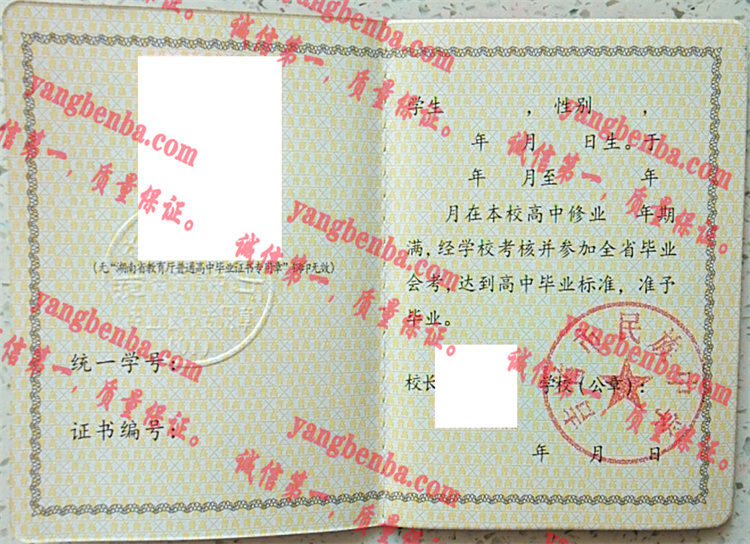 (无“湖南省教育厅普通高中毕业证书专用章”钢印无效)
统一学号:
证书编号:
学生 , 性别 ,
年 月 日生。于
年 月至 年
月在本校高中修业 年期
满,经学校考核并参加全省毕业
会考,达到高中毕业标准,准予
毕业。
校长 学校(公章):
年 月 日
民族
yangbenba.com
诚信第一,质量保证。